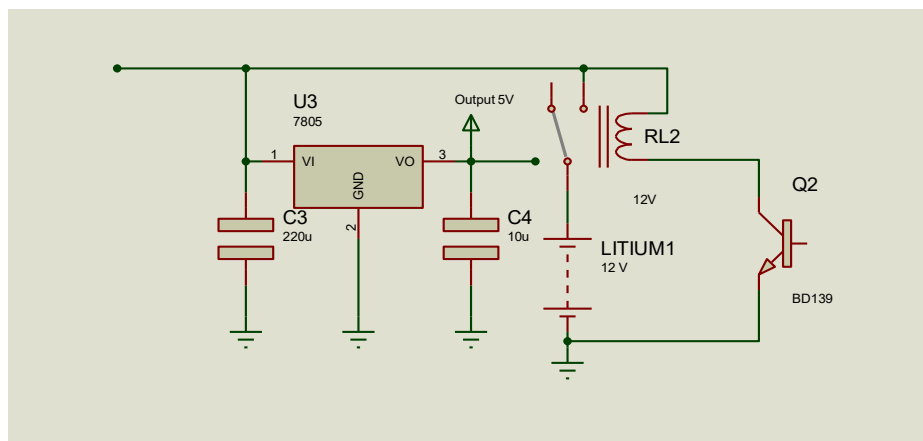 U3
7805
Output 5V
1
VI
VO
3
GND
2
C3
220u
C4
10u
RL2
12V
Q2
LITIUM1
12 V
BD139